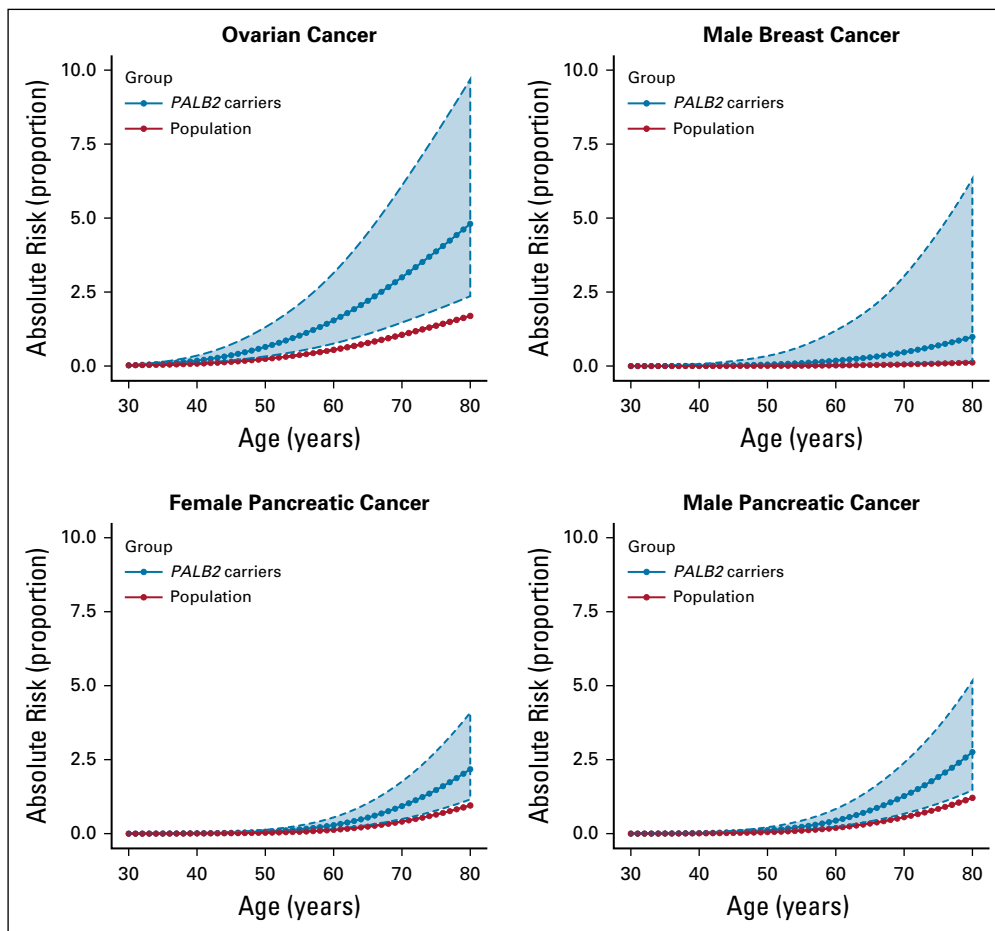 Ovarian Cancer
Absolute Risk (proportion)
10.0
7.5
5.0
2.5
0.0
Group
PALB2 carriers
Population
30 40 50 60 70 80
Age (years)
Male Breast Cancer
Absolute Risk (proportion)
10.0
7.5
5.0
2.5
0.0
Group
PALB2 carriers
Population
30 40 50 60 70 80
Age (years)
Female Pancreatic Cancer
Absolute Risk (proportion)
10.0
7.5
5.0
2.5
0.0
Group
PALB2 carriers
Population
30 40 50 60 70 80
Age (years)
Male Pancreatic Cancer
Absolute Risk (proportion)
10.0
7.5
5.0
2.5
0.0
Group
PALB2 carriers
Population
30 40 50 60 70 80
Age (years)